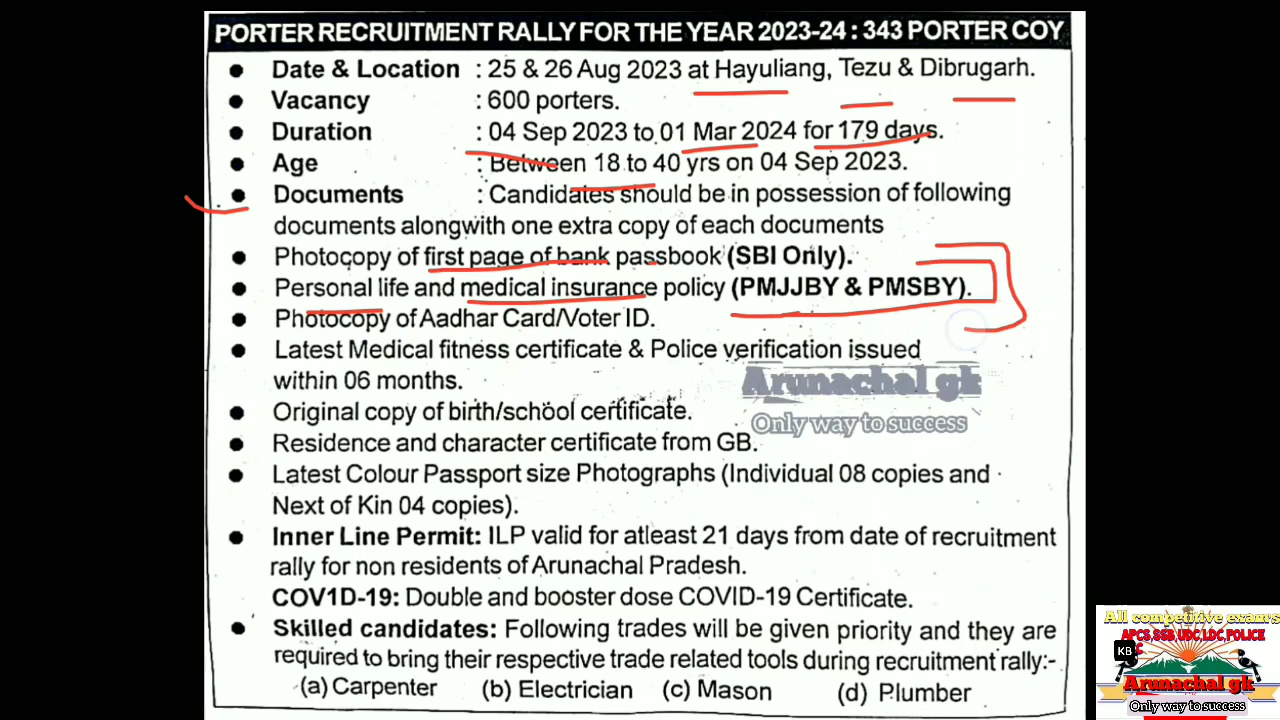 PORTER RECRUITMENT RALLY FOR THE YEAR 2023-24 : 343 PORTER COY
● Date & Location : 25 & 26 Aug 2023 at Hayuliang, Tezu & Dibrugarh.
● Vacancy : 600 porters.
● Duration : 04 Sep 2023 to 01 Mar 2024 for 179 days.
● Age : Between 18 to 40 yrs on 04 Sep 2023.
● Documents : Candidates should be in possession of following
documents alongwith one extra copy of each documents
● Photocopy of first page of bank passbook (SBI Only).
● Personal life and medical insurance policy (PMJJBY & PMSBY).
● Photocopy of Aadhar Card/Voter ID.
● Latest Medical fitness certificate & Police verification issued
within 06 months.
Arunachal gk
Only way to success
● Original copy of birth/school certificate.
● Residence and character certificate from GB.
● Latest Colour Passport size Photographs (Individual 08 copies and
Next of Kin 04 copies).
● Inner Line Permit: ILP valid for atleast 21 days from date of recruitment
rally for non residents of Arunachal Pradesh.
COV1D-19: Double and booster dose COVID-19 Certificate.
● Skilled candidates: Following trades will be given priority and they are
required to bring their respective trade related tools during recruitment rally:-
(a) Carpenter (b) Electrician (c) Mason (d) Plumber
All competitive exams
APCS,SSB UDC,LDC,POLICE
KB
Arunachal gk
Only way to success